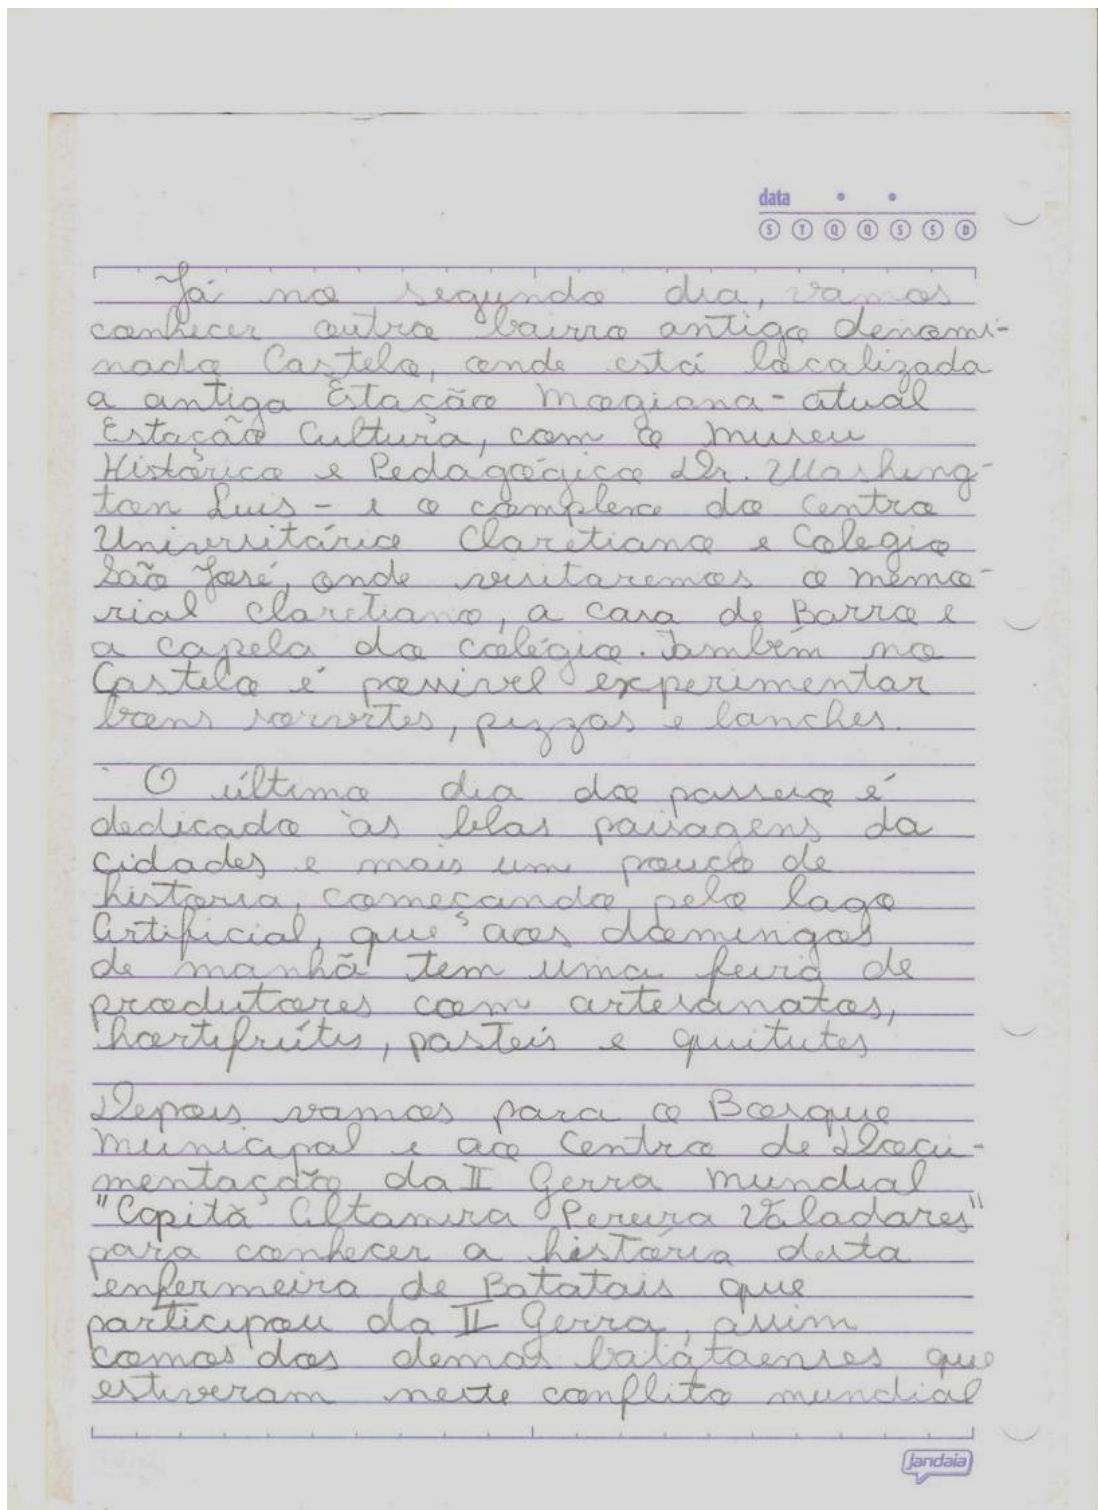 data
S T Q Q S S D
Já no segundo dia, vamos
conhecer outro bairro antigo denomi-
nado Castelo, onde está localizada
a antiga Estação Mogiana - atual
Estação Cultura, com o museu
Histórico e Pedagógico Dr. Washing-
ton Luis - e o complexo do Centro
Universitário Claretiano e Colegio
São José, onde visitaremos o memo-
rial claretiano, a casa de Barro e
a capela do colégio. Também no
Castelo é possivel experimentar
bons sorvetes, pizzas e lanches.
O último dia do passeio é
dedicado às belas paisagens da
cidades e mais um pouco de
historia, começando pelo lago
Artificial, que aos domingos
de manhã tem uma feira de
produtores com artesanatos,
hortifrútis, pasteis e quitutes
Depois vamos para o Bosque
Municipal e ao Centro de Docu-
mentação da II Gerra mundial
"Capitã Altamira Pereira Valadares"
para conhecer a história desta
enfermeira de Batatais que
participou da II Gerra, assim
comos dos demas batataenses que
estiveram neste conflito mundial
jandaia